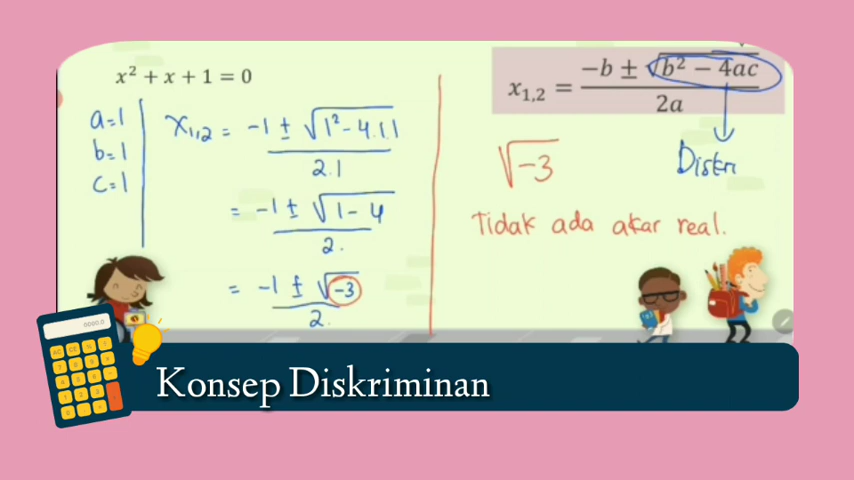 x² + x + 1 = 0
a=1
b=1
c=1
x₁,₂ = -1 ± √1²-4.1.1
2.1
= -1 ± √1-4
2.
= -1 ± √-3
2.
x₁,₂ = −b ± √b² − 4ac
2a
√-3
Diskri
Tidak ada akar real.
Konsep Diskriminan